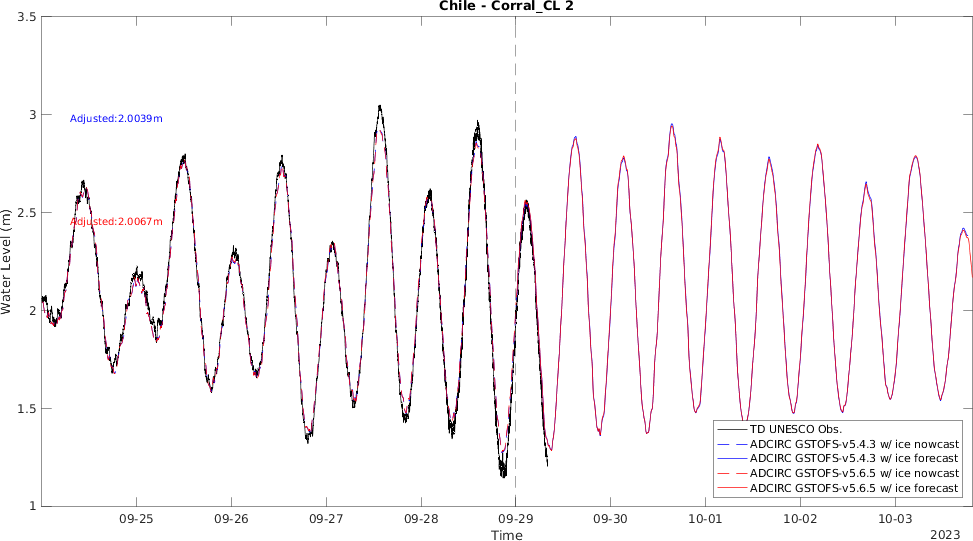 Chile - Corral_CL 2
3.5
3
2.5
2
1.5
1
Water Level (m)
Adjusted:2.0039m
Adjusted:2.0067m
TD UNESCO Obs.
ADCIRC GSTOFS-v5.4.3 w/ ice nowcast
ADCIRC GSTOFS-v5.4.3 w/ ice forecast
ADCIRC GSTOFS-v5.6.5 w/ ice nowcast
ADCIRC GSTOFS-v5.6.5 w/ ice forecast
09-25 09-26 09-27 09-28 09-29 09-30 10-01 10-02 10-03
Time
2023